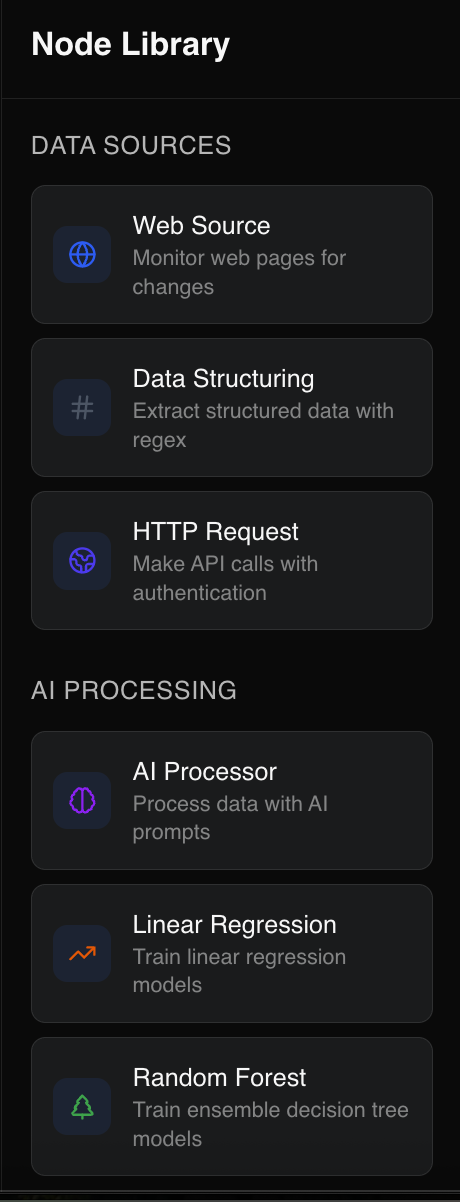 Node Library
DATA SOURCES
Web Source
Monitor web pages for
changes
Data Structuring
Extract structured data with
regex
HTTP Request
Make API calls with
authentication
AI PROCESSING
AI Processor
Process data with AI
prompts
Linear Regression
Train linear regression
models
Random Forest
Train ensemble decision tree
models